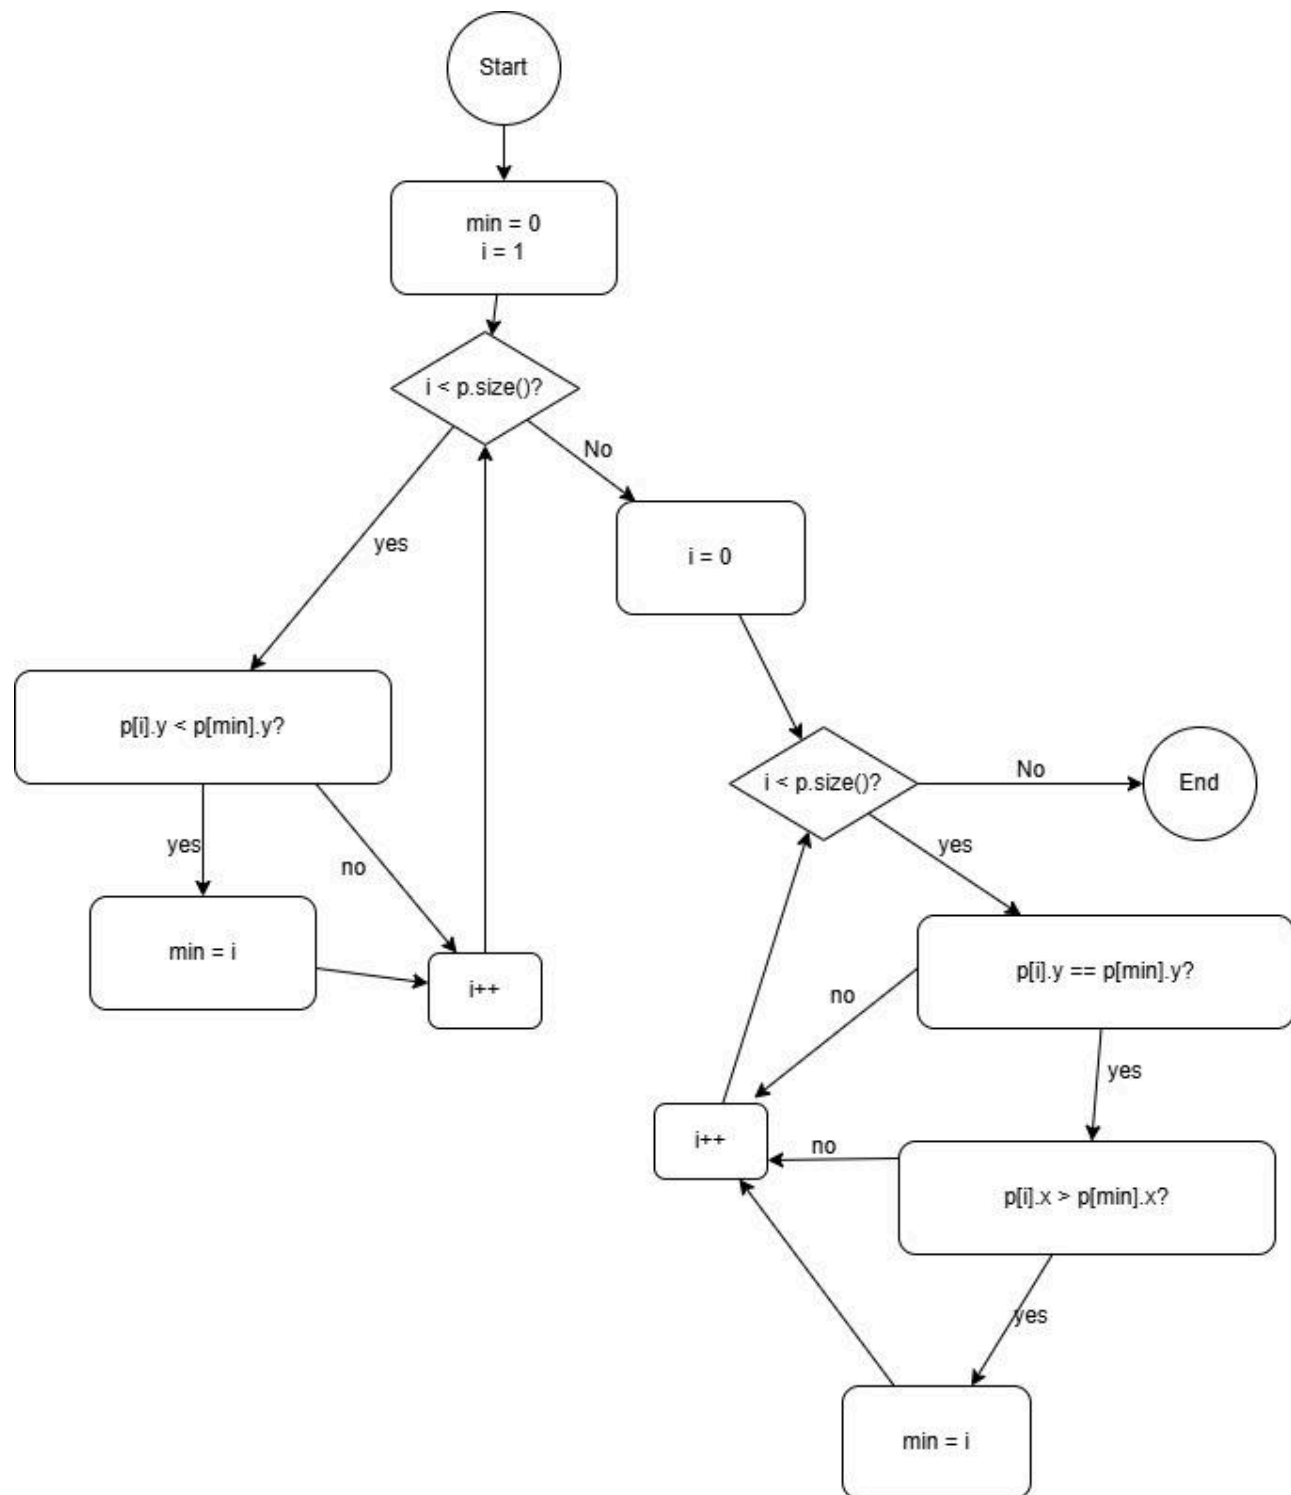 Start
min = 0
i = 1
i < p.size()?
No
yes
i = 0
p[i].y < p[min].y?
yes
no
min = i
i++
i < p.size()?
No
End
yes
p[i].y == p[min].y?
no
yes
i++
no
p[i].x > p[min].x?
yes
min = i